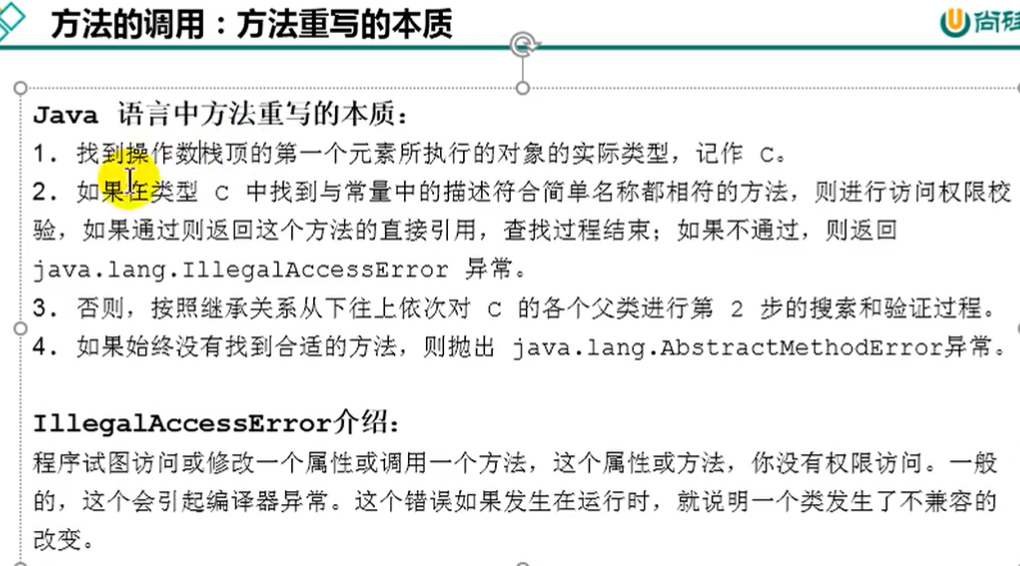 方法的调用：方法重写的本质
尚硅
Java 语言中方法重写的本质：
1. 找到操作数栈顶的第一个元素所执行的对象的实际类型，记作 C。
2. 如果在类型 C 中找到与常量中的描述符合简单名称都相符的方法，则进行访问权限校
验，如果通过则返回这个方法的直接引用，查找过程结束；如果不通过，则返回
java.lang.IllegalAccessError 异常。
3. 否则，按照继承关系从下往上依次对 C 的各个父类进行第 2 步的搜索和验证过程。
4. 如果始终没有找到合适的方法，则抛出 java.lang.AbstractMethodError异常。
IllegalAccessError介绍：
程序试图访问或修改一个属性或调用一个方法，这个属性或方法，你没有权限访问。一般
的，这个会引起编译器异常。这个错误如果发生在运行时，就说明一个类发生了不兼容的
改变。